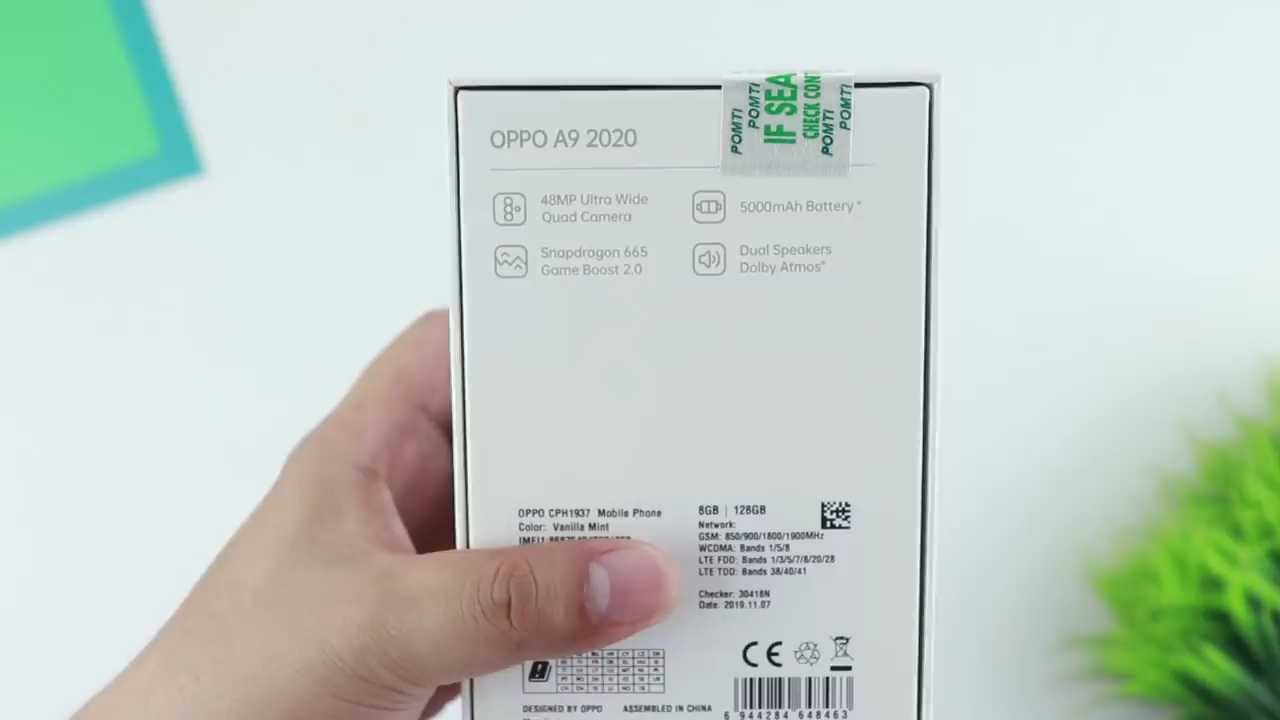 OPPO A9 2020
POMTI
POMTI
IF SEA
CHECK CONT
POMTI
POMTI
48MP Ultra Wide
Quad Camera
5000mAh Battery*
Snapdragon 665
Game Boost 2.0
Dual Speakers
Dolby Atmos*
OPPO CPH1937 Mobile Phone
Color: Vanilla Mint
8GB | 128GB
Network:
GSM: 850/900/1800/1900MHz
WCDMA: Bands 1/5/8
LTE FDD: Bands 1/3/5/7/8/20/28
LTE TDD: Bands 38/40/41
Checker: 30418N
Date: 2019.11.07
CE
DESIGNED BY OPPO
ASSEMBLED IN CHINA
6 944284 648463